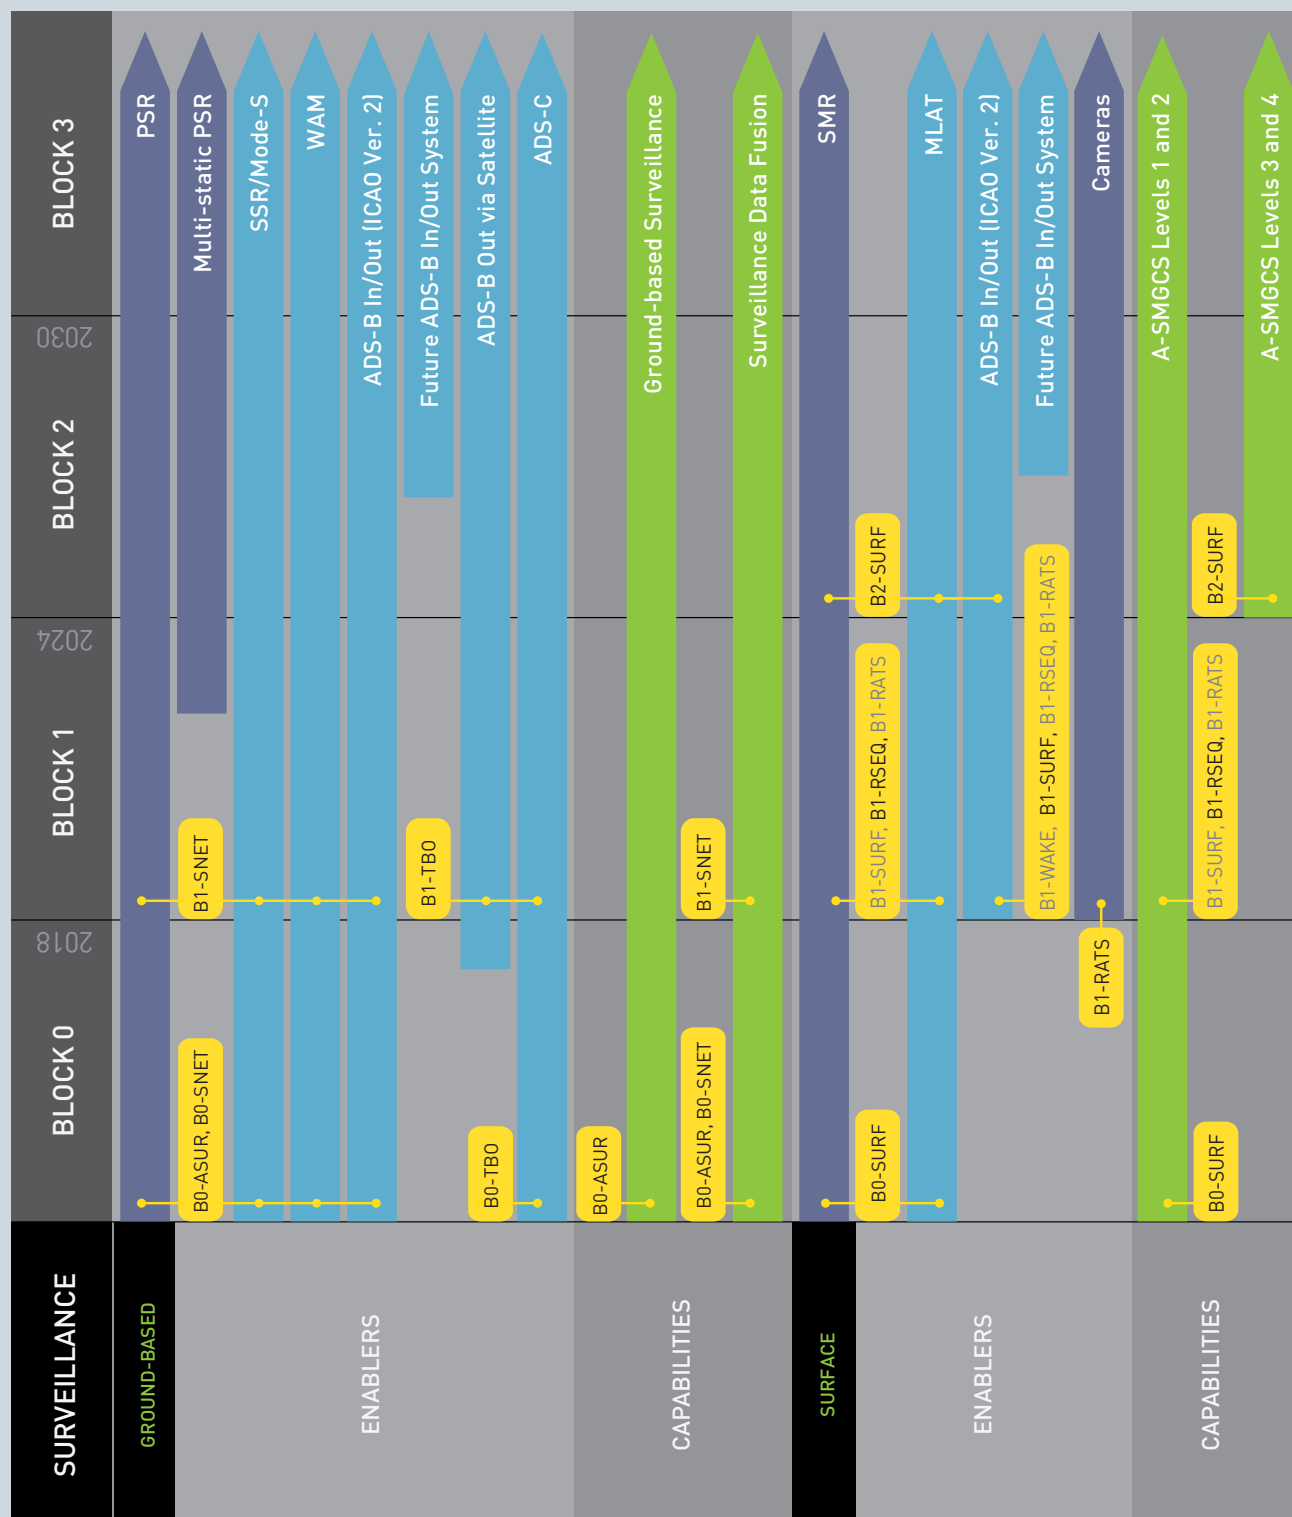 SURVEILLANCE
BLOCK 0
2018
BLOCK 1
2024
BLOCK 2
2030
BLOCK 3
GROUND-BASED
ENABLERS
PSR
B0-ASUR, B0-SNET
B1-SNET
Multi-static PSR
SSR/Mode-S
WAM
ADS-B In/Out (ICAO Ver. 2)
B1-TBO
Future ADS-B In/Out System
B0-TBO
ADS-B Out via Satellite
ADS-C
CAPABILITIES
B0-ASUR
Ground-based Surveillance
B0-ASUR, B0-SNET
B1-SNET
Surveillance Data Fusion
SURFACE
ENABLERS
SMR
B0-SURF
B1-SURF, B1-RSEQ, B1-RATS
B2-SURF
MLAT
ADS-B In/Out (ICAO Ver. 2)
B1-WAKE, B1-SURF, B1-RSEQ, B1-RATS
Future ADS-B In/Out System
B1-RATS
Cameras
CAPABILITIES
A-SMGCS Levels 1 and 2
B0-SURF
B1-SURF, B1-RSEQ, B1-RATS
B2-SURF
A-SMGCS Levels 3 and 4